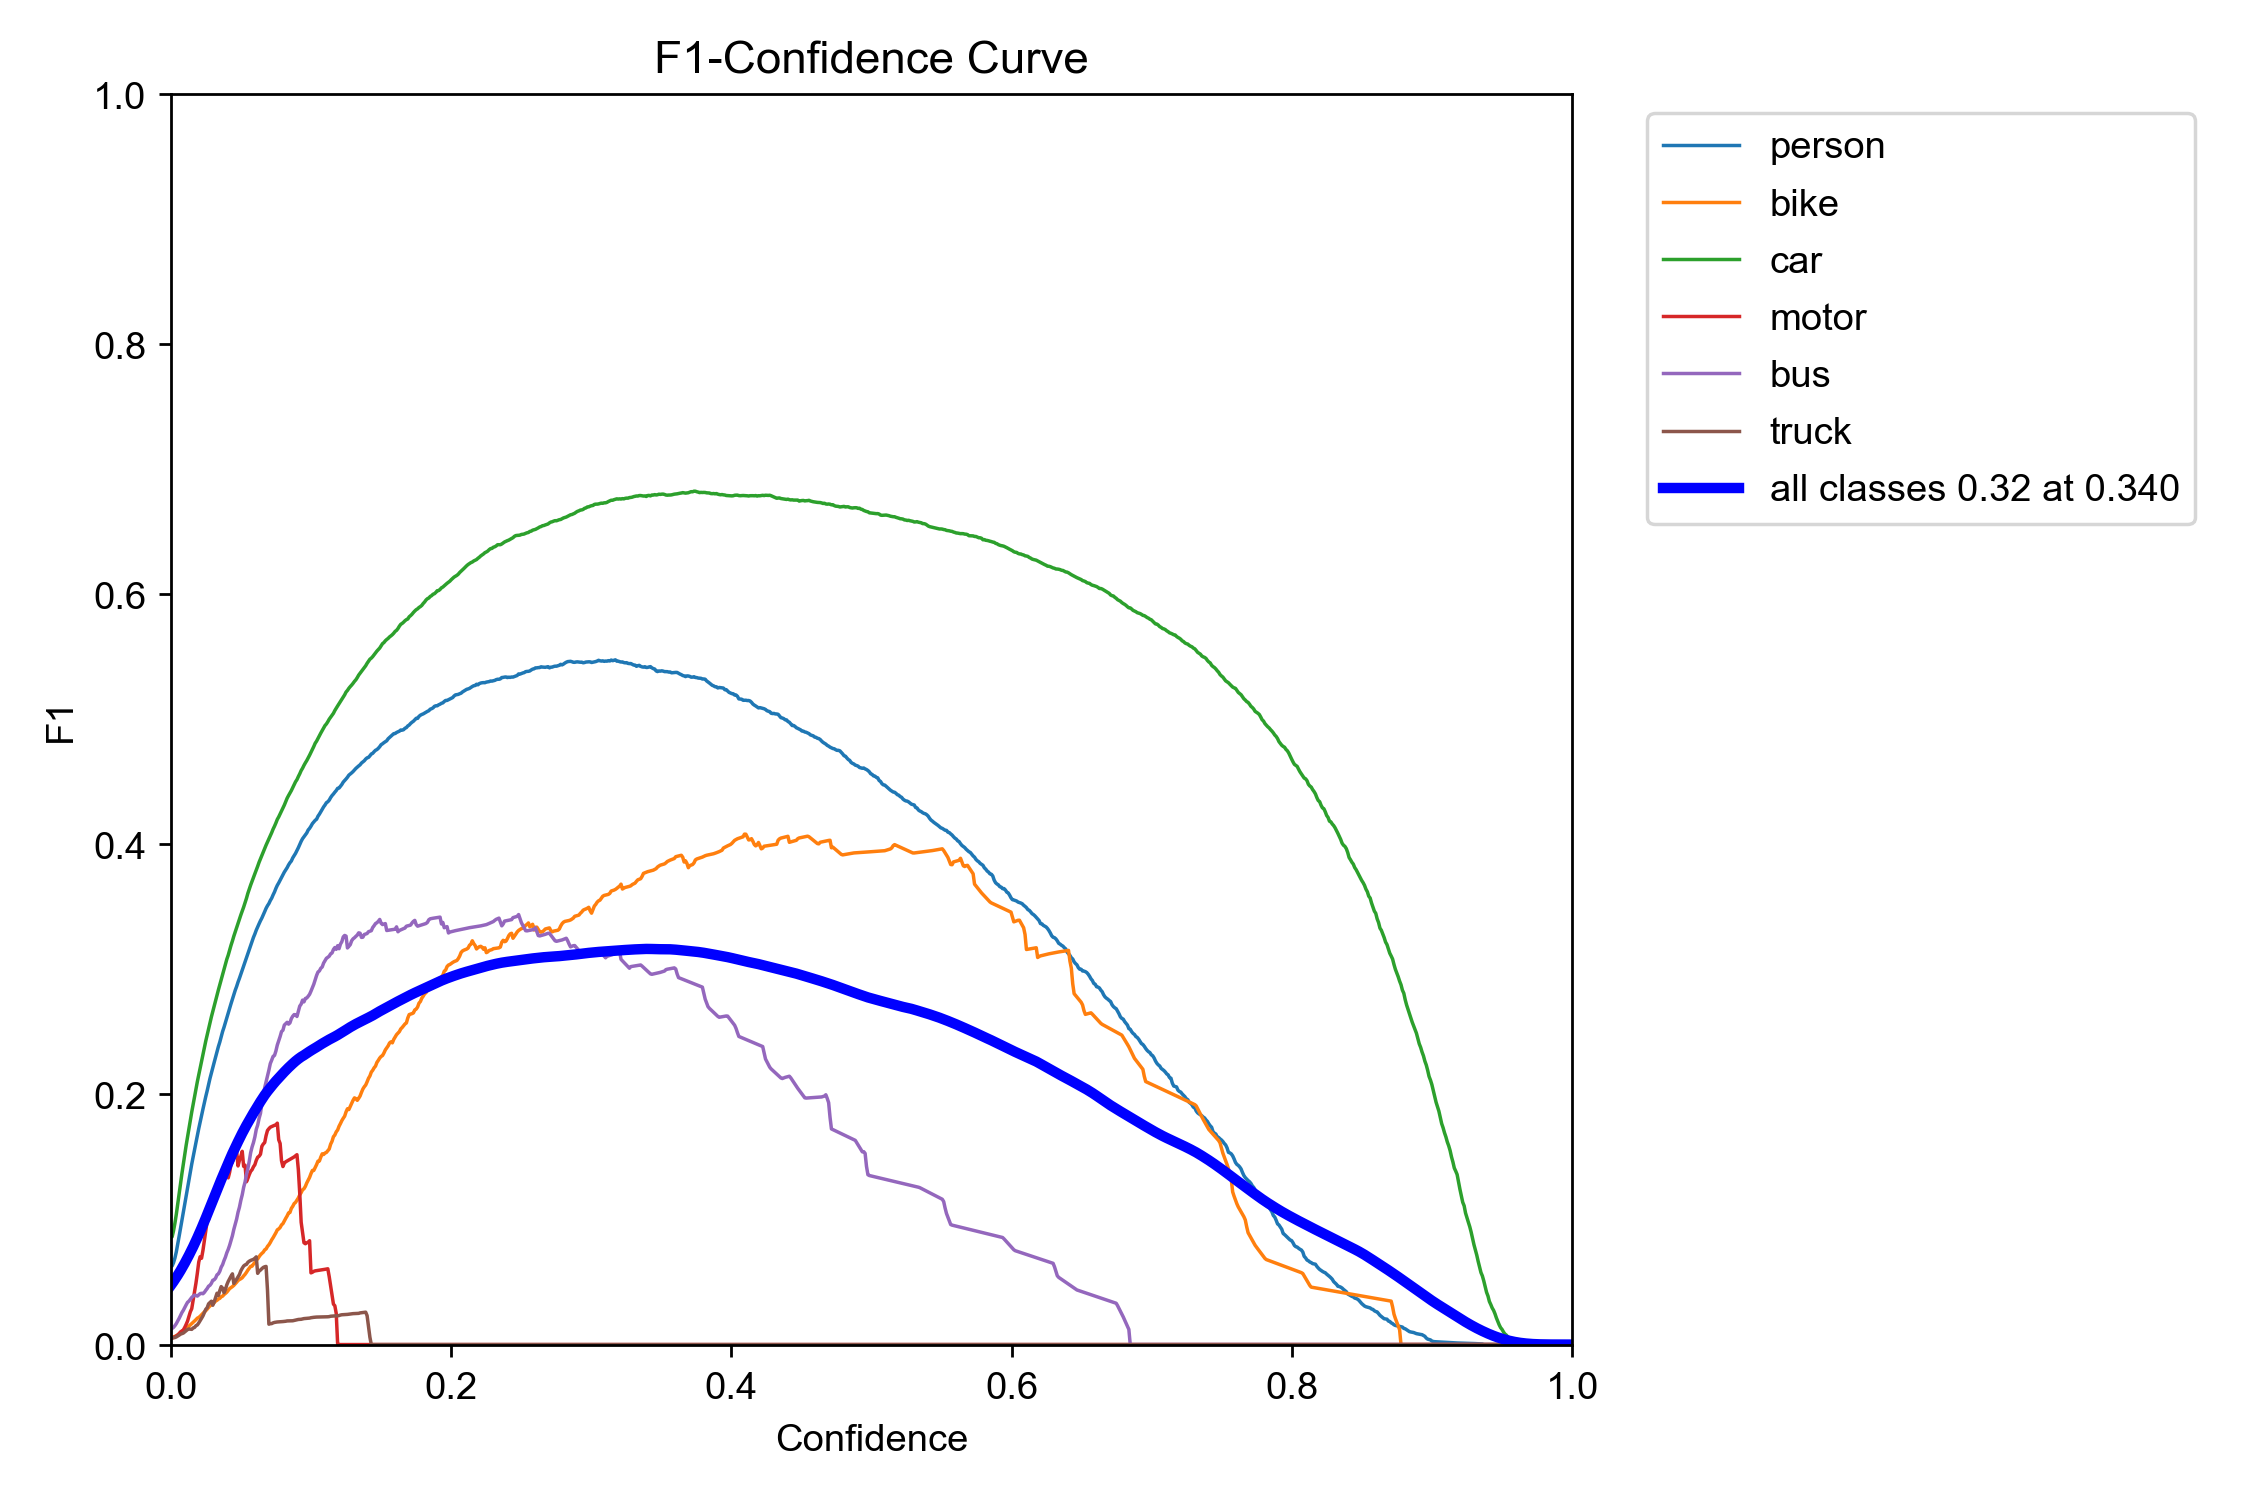 F1-Confidence Curve
1.0
0.8
0.6
0.4
0.2
0.0
F1
0.0 0.2 0.4 0.6 0.8 1.0
Confidence
person
bike
car
motor
bus
truck
all classes 0.32 at 0.340